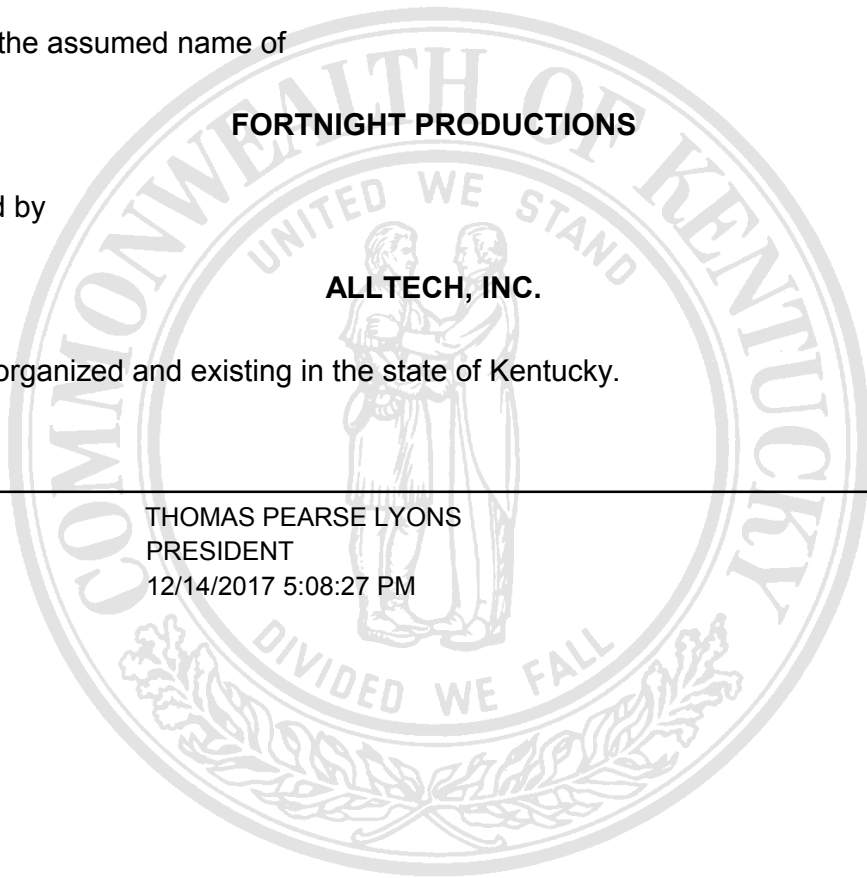 the assumed name of
FORTNIGHT PRODUCTIONS
d by
ALLTECH, INC.
organized and existing in the state of Kentucky.
THOMAS PEARSE LYONS
PRESIDENT
12/14/2017 5:08:27 PM
COMMONWEALTH OF KENTUCKY
UNITED WE STAND
DIVIDED WE FALL